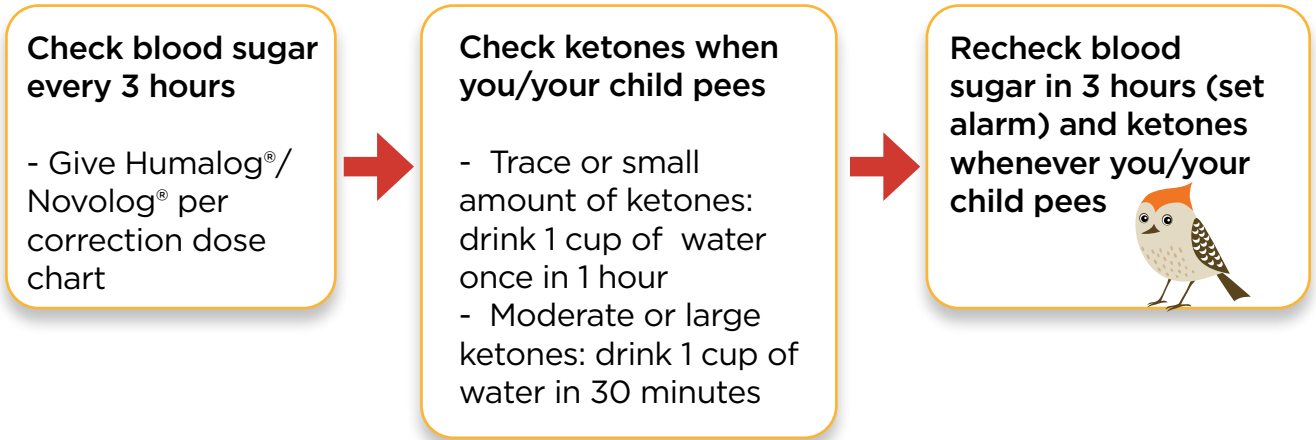 Check blood sugar
every 3 hours
- Give Humalog®/
Novolog® per
correction dose
chart
Check ketones when
you/your child pees
- Trace or small
amount of ketones:
drink 1 cup of water
once in 1 hour
- Moderate or large
ketones: drink 1 cup of
water in 30 minutes
Recheck blood
sugar in 3 hours (set
alarm) and ketones
whenever you/your
child pees